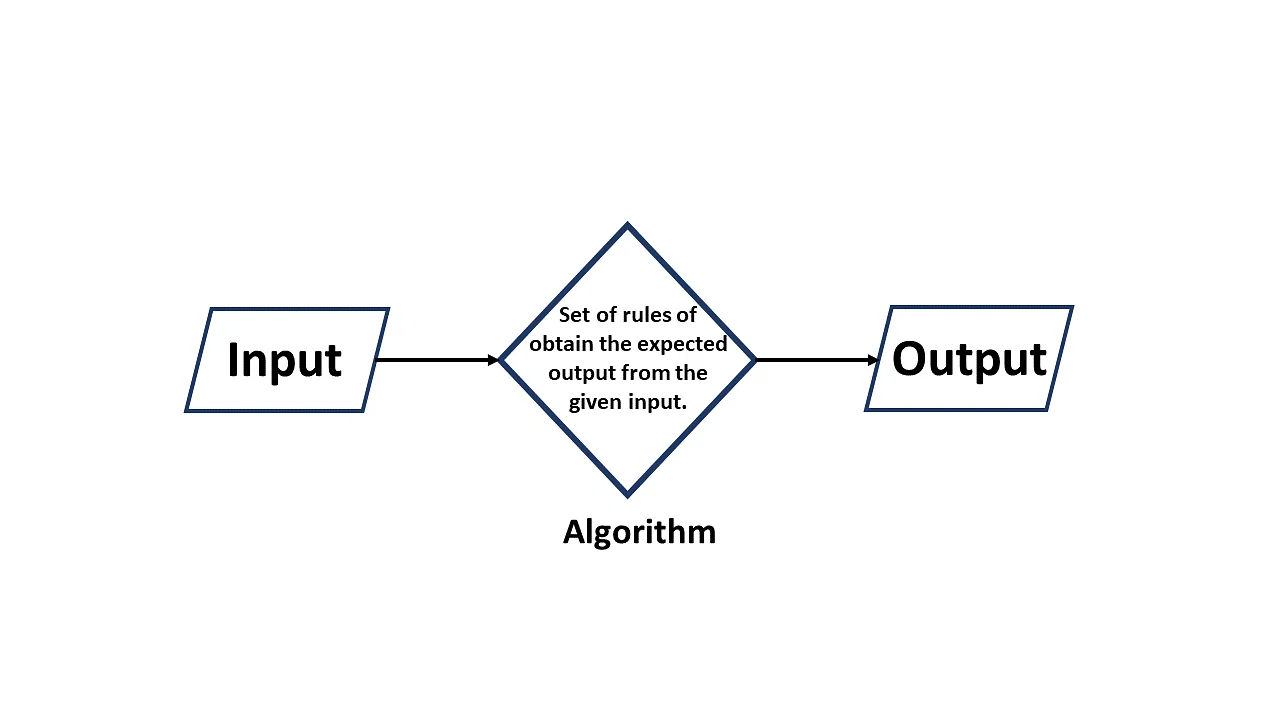 Input
Set of rules of
obtain the expected
output from the
given input.
Output
Algorithm